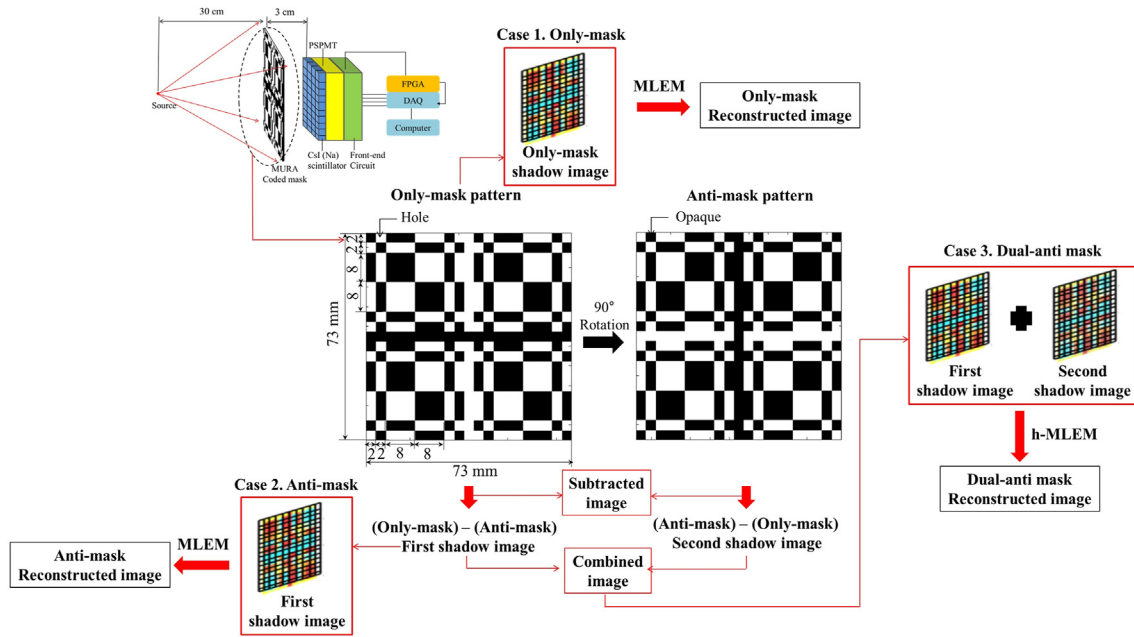 30 cm
3 cm
PSPMT
FPGA
DAQ
Computer
Source
MURA
Coded mask
CsI (Na)
scintillator
Front-end
Circuit
Case 1. Only-mask
Only-mask
shadow image
MLEM
Only-mask
Reconstructed image
Only-mask pattern
Hole
Anti-mask pattern
Opaque
2
2
8
8
73 mm
2
2
8
8
73 mm
90°
Rotation
Case 3. Dual-anti mask
First
shadow image
Second
shadow image
h-MLEM
Dual-anti mask
Reconstructed image
Subtracted
image
(Only-mask) – (Anti-mask)
First shadow image
(Anti-mask) – (Only-mask)
Second shadow image
Combined
image
Case 2. Anti-mask
First
shadow image
MLEM
Anti-mask
Reconstructed image